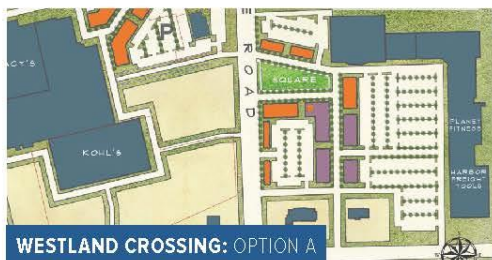 E ROAD
P
SQUARE
ACY'S
KOHL'S
PLANET FITNESS
HARBOR FREIGHT TOOLS
WESTLAND CROSSING: OPTION A